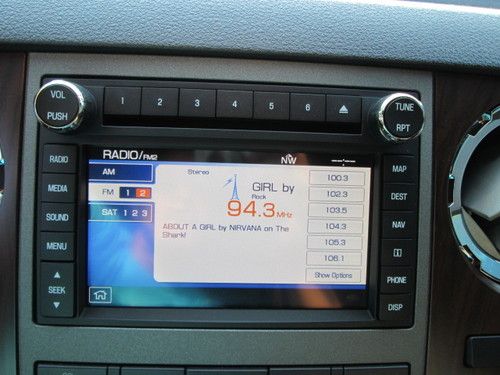 VOL
PUSH
1 2 3 4 5 6
TUNE
RPT
RADIO
MEDIA
SOUND
MENU
SEEK
MAP
DEST
NAV
PHONE
DISP
RADIO/FM2
NW
AM
FM 1 2
SAT 1 2 3
Stereo
GIRL by
Rock
94.3 MHz
ABOUT A GIRL by NIRVANA on The
Shark!
100.3
102.3
103.5
104.3
105.3
106.1
Show Options